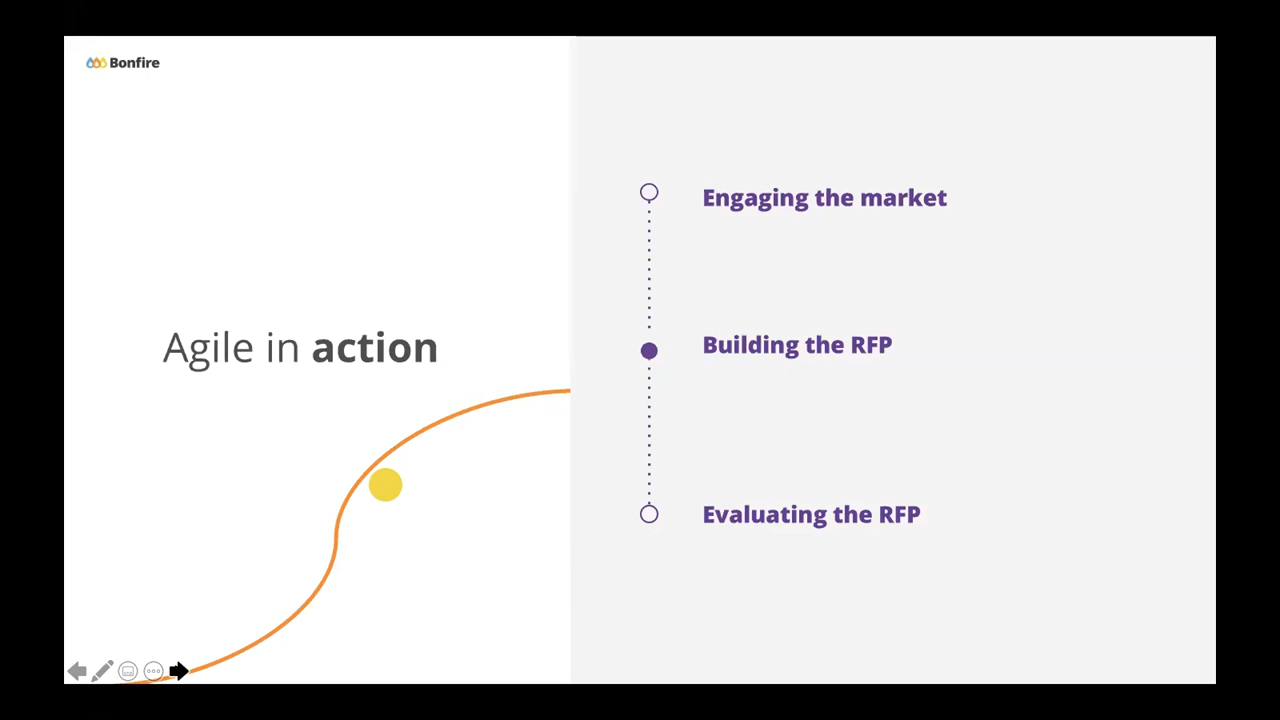 Bonfire
Agile in action
Engaging the market
Building the RFP
Evaluating the RFP